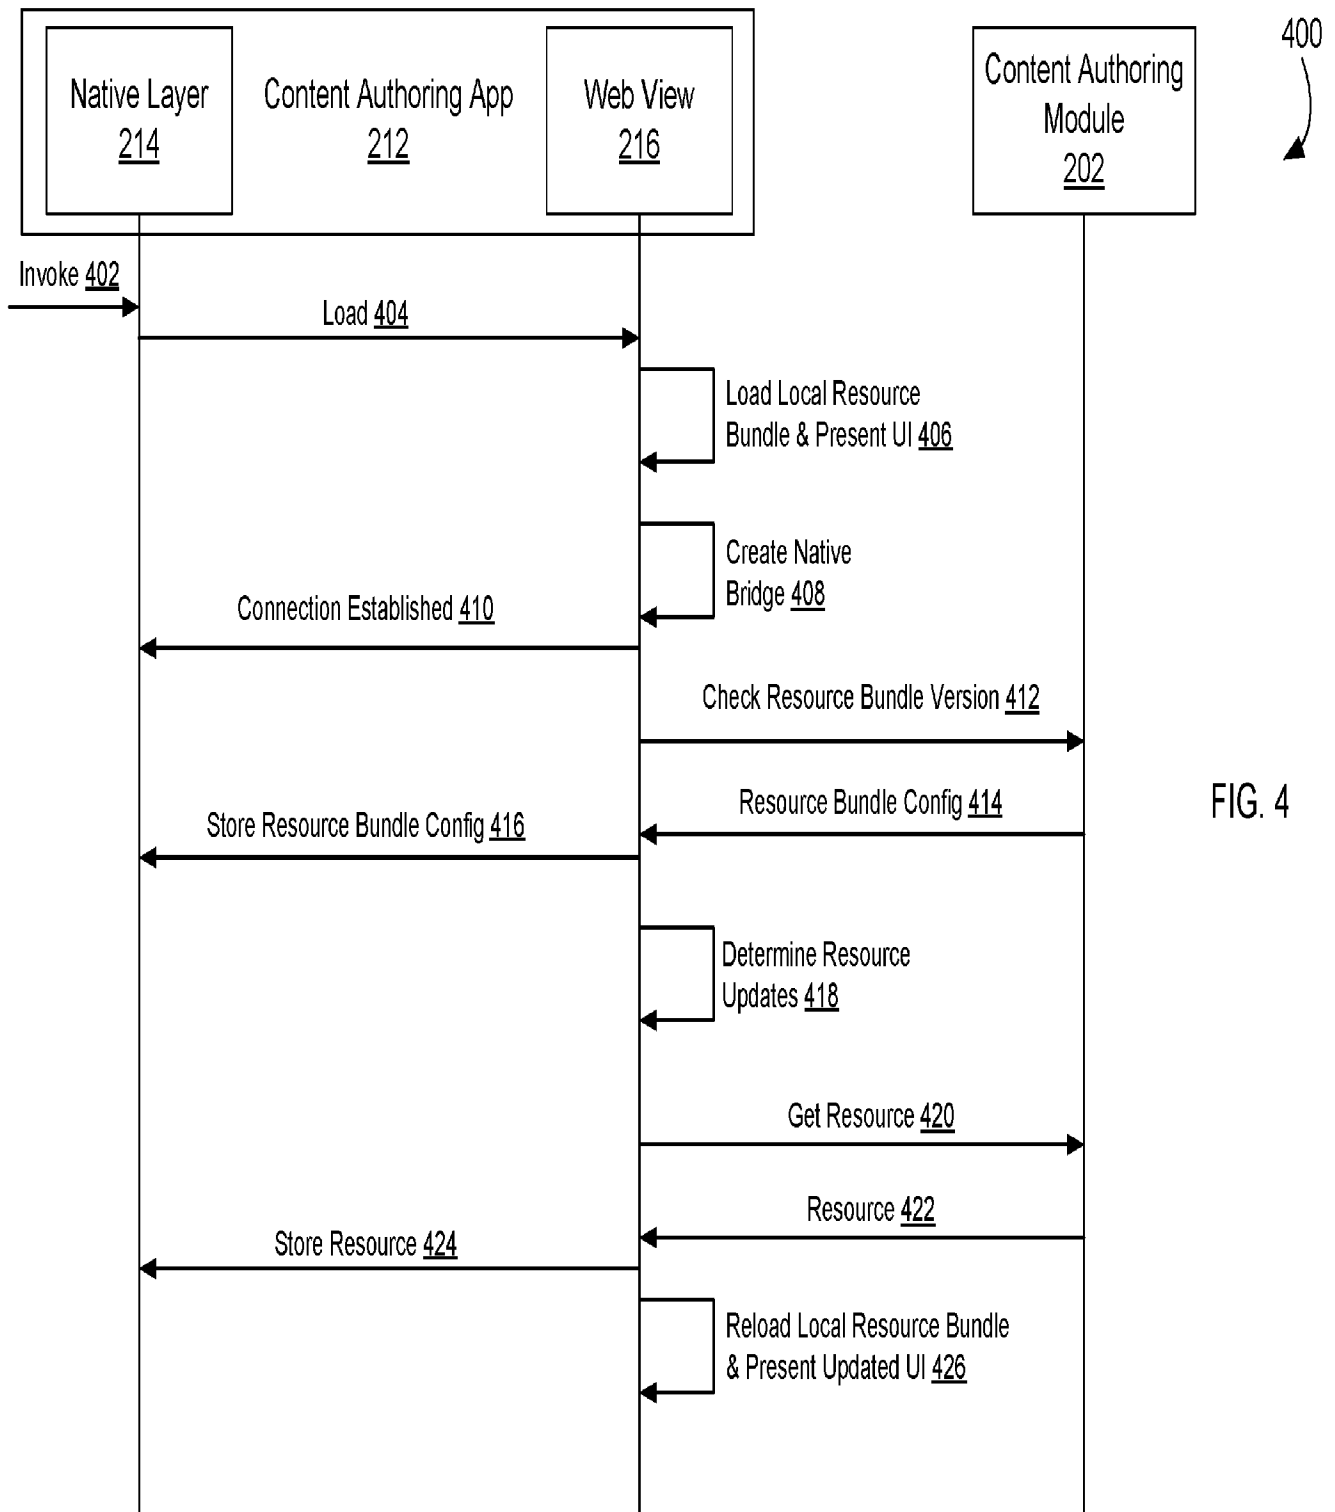 400
Native Layer
214
Content Authoring App
212
Web View
216
Content Authoring
Module
202
Invoke 402
Load 404
Load Local Resource
Bundle & Present UI 406
Create Native
Bridge 408
Connection Established 410
Check Resource Bundle Version 412
Resource Bundle Config 414
Store Resource Bundle Config 416
FIG. 4
Determine Resource
Updates 418
Get Resource 420
Resource 422
Store Resource 424
Reload Local Resource Bundle
& Present Updated UI 426